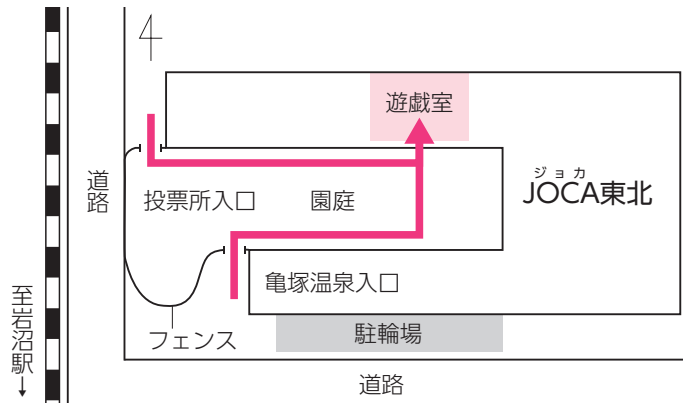 遊戯室
ジョカ
JOCA東北
道路
投票所入口
園庭
亀塚温泉入口
至岩沼駅↓
フェンス
駐輪場
道路